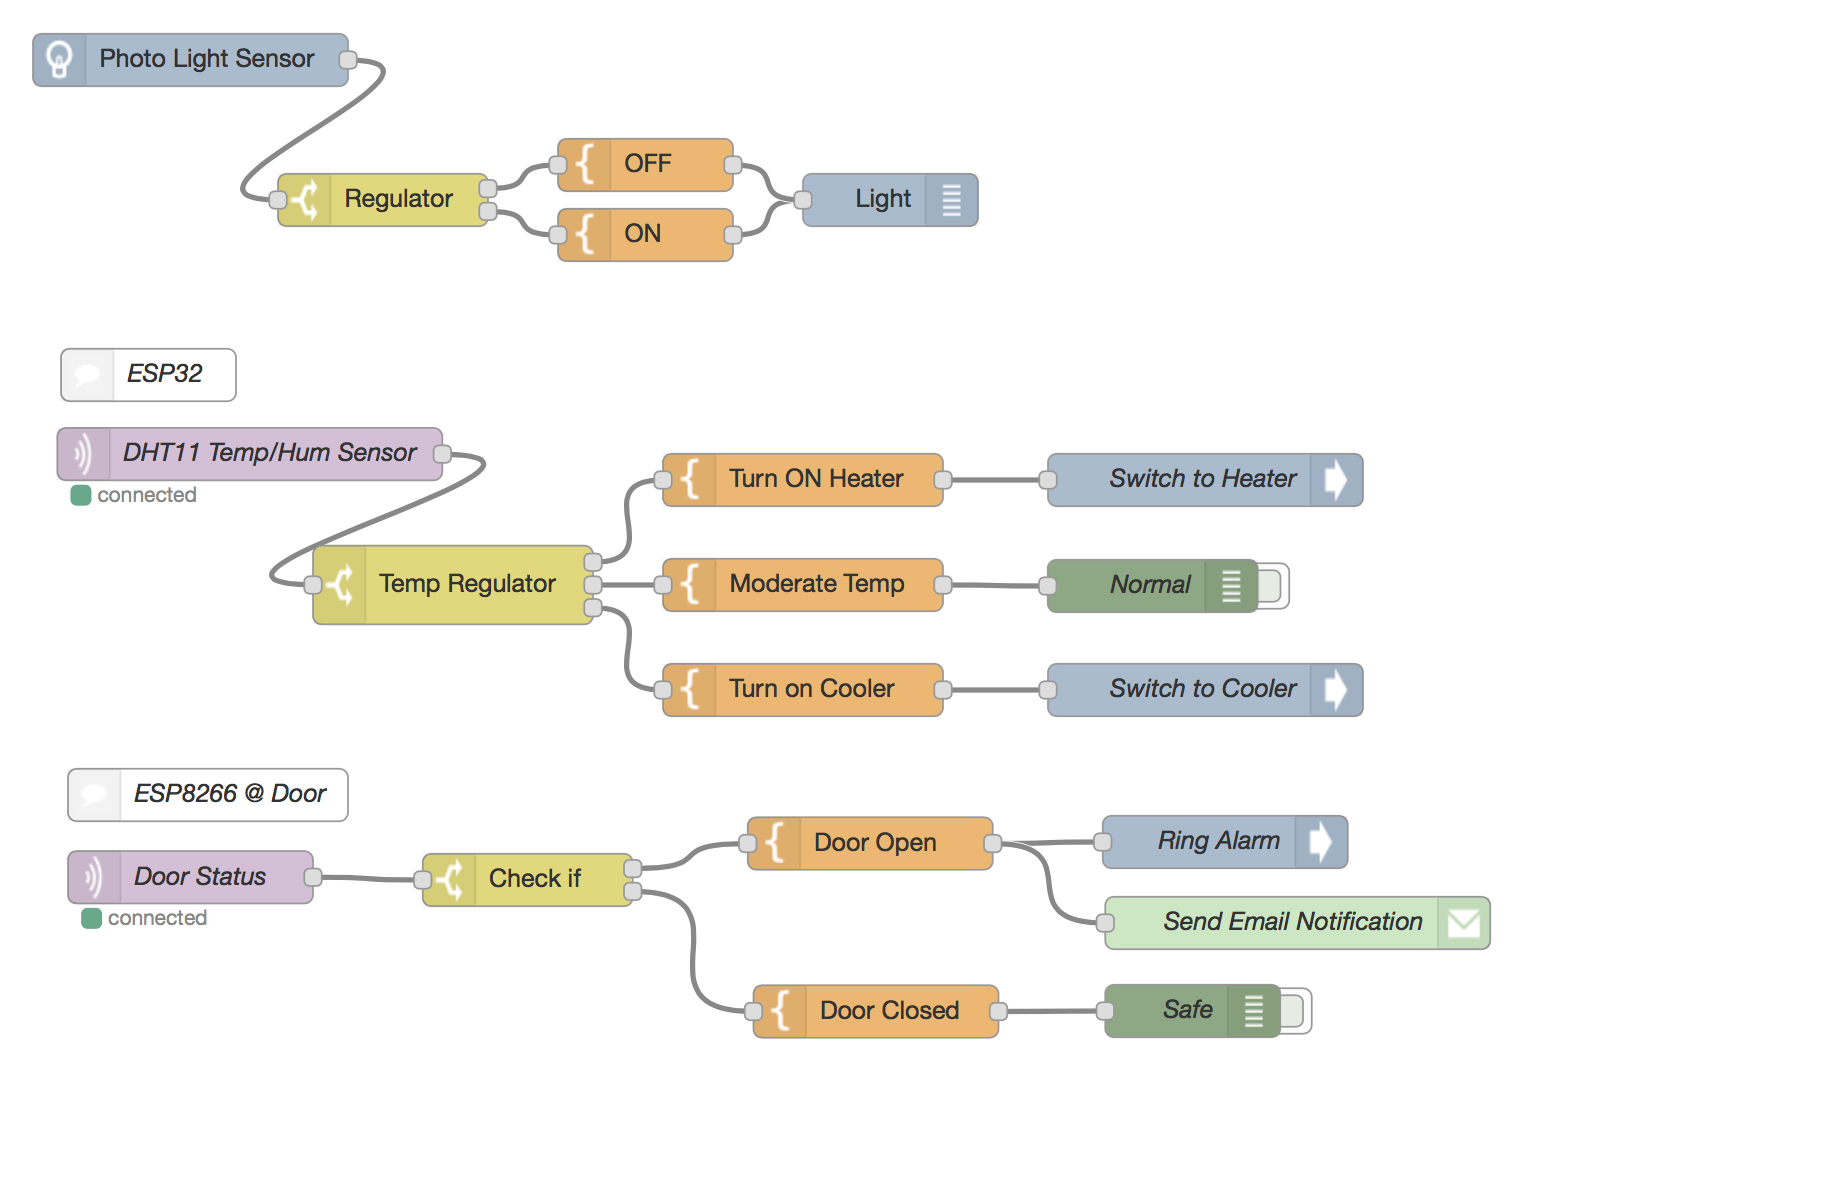 Photo Light Sensor
OFF
Regulator
Light
ON
ESP32
DHT11 Temp/Hum Sensor
connected
Turn ON Heater
Switch to Heater
Temp Regulator
Moderate Temp
Normal
Turn on Cooler
Switch to Cooler
ESP8266 @ Door
Door Status
connected
Check if
Door Open
Ring Alarm
Send Email Notification
Door Closed
Safe